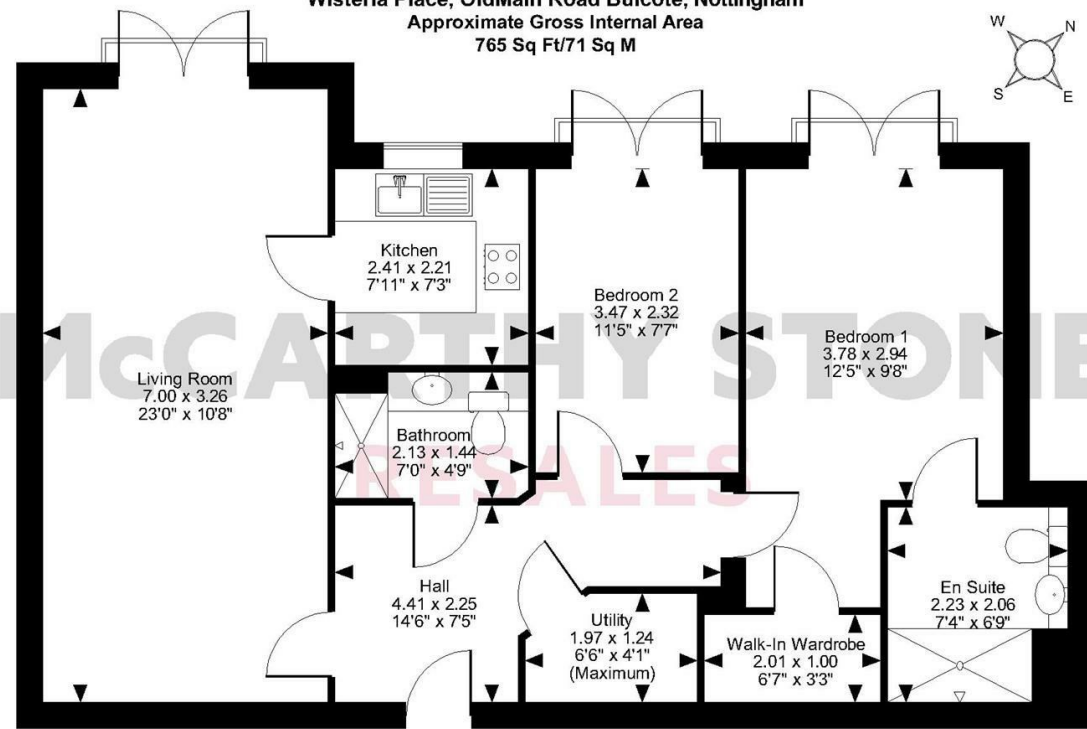 Wisteria Place, OldMain Road Bulcote, Nottingham
Approximate Gross Internal Area
765 Sq Ft/71 Sq M
W
N
S
E
Kitchen
2.41 x 2.21
7'11" x 7'3"
Bedroom 2
3.47 x 2.32
11'5" x 7'7"
Bedroom 1
3.78 x 2.94
12'5" x 9'8"
McCARTHY STONE
RESALES
Living Room
7.00 x 3.26
23'0" x 10'8"
Bathroom
2.13 x 1.44
7'0" x 4'9"
Hall
4.41 x 2.25
14'6" x 7'5"
Utility
1.97 x 1.24
6'6" x 4'1"
(Maximum)
Walk-In Wardrobe
2.01 x 1.00
6'7" x 3'3"
En Suite
2.23 x 2.06
7'4" x 6'9"